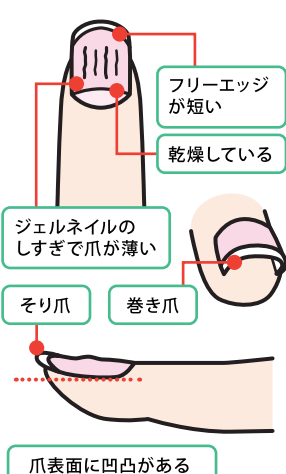 フリーエッジ
が短い
乾燥している
ジェルネイルの
しすぎで爪が薄い
そり爪
巻き爪
爪表面に凹凸がある